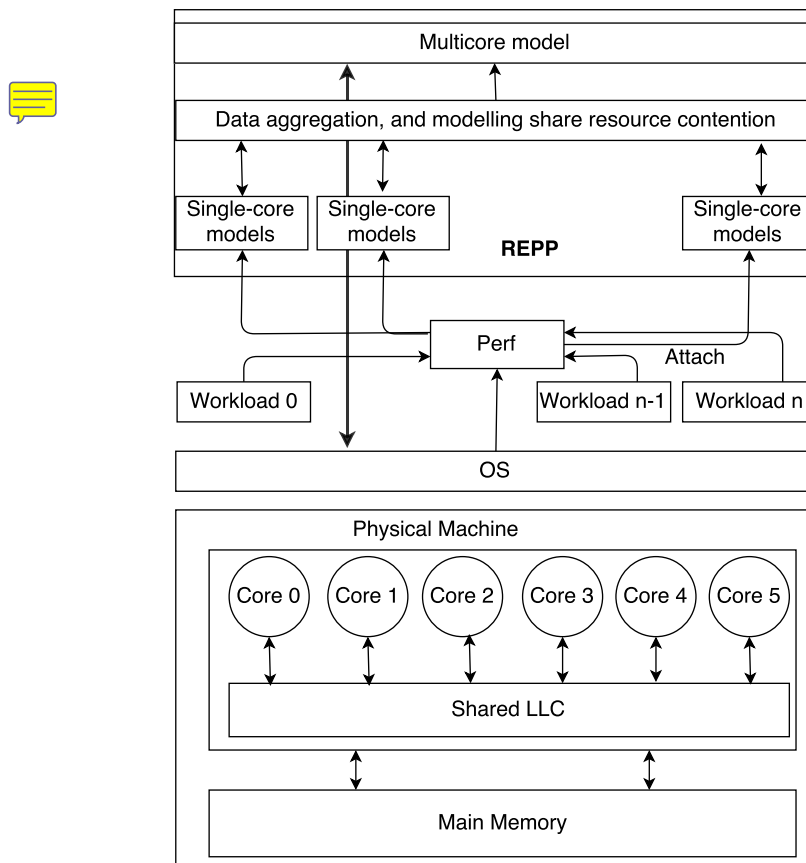 Multicore model
Data aggregation, and modelling share resource contention
Single-core
models
Single-core
models
Single-core
models
REPP
Perf
Attach
Workload 0
Workload n-1
Workload n
OS
Physical Machine
Core 0
Core 1
Core 2
Core 3
Core 4
Core 5
Shared LLC
Main Memory